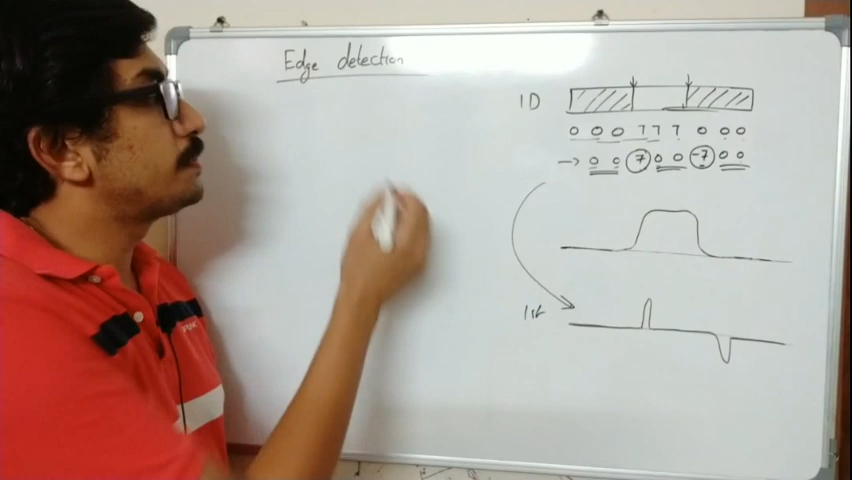 Edge detection
1D
0 0 0 7 7 7 0 0 0
→ 0 0 7 0 0 -7 0 0
1st